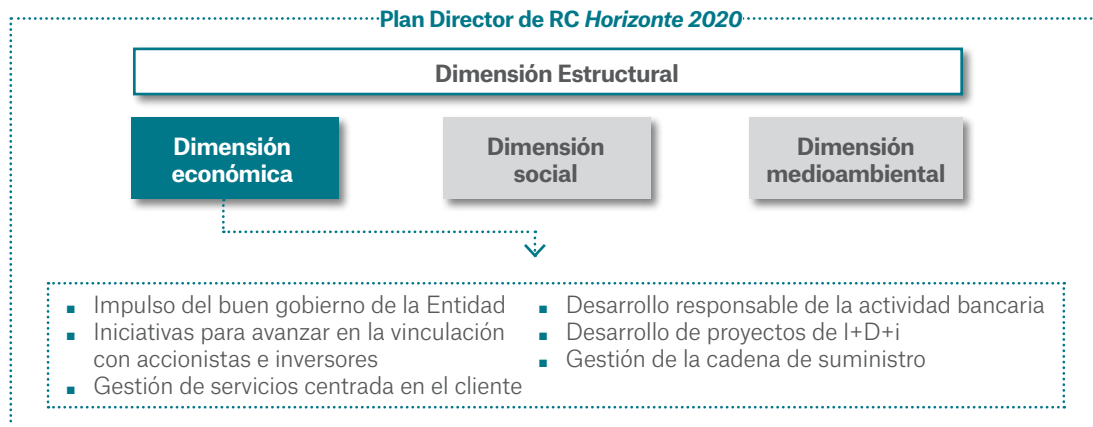 Plan Director de RC Horizonte 2020
Dimensión Estructural
Dimensión
económica
Dimensión
social
Dimensión
medioambiental
▪ Impulso del buen gobierno de la Entidad
▪ Iniciativas para avanzar en la vinculación
con accionistas e inversores
▪ Gestión de servicios centrada en el cliente
▪ Desarrollo responsable de la actividad bancaria
▪ Desarrollo de proyectos de I+D+i
▪ Gestión de la cadena de suministro